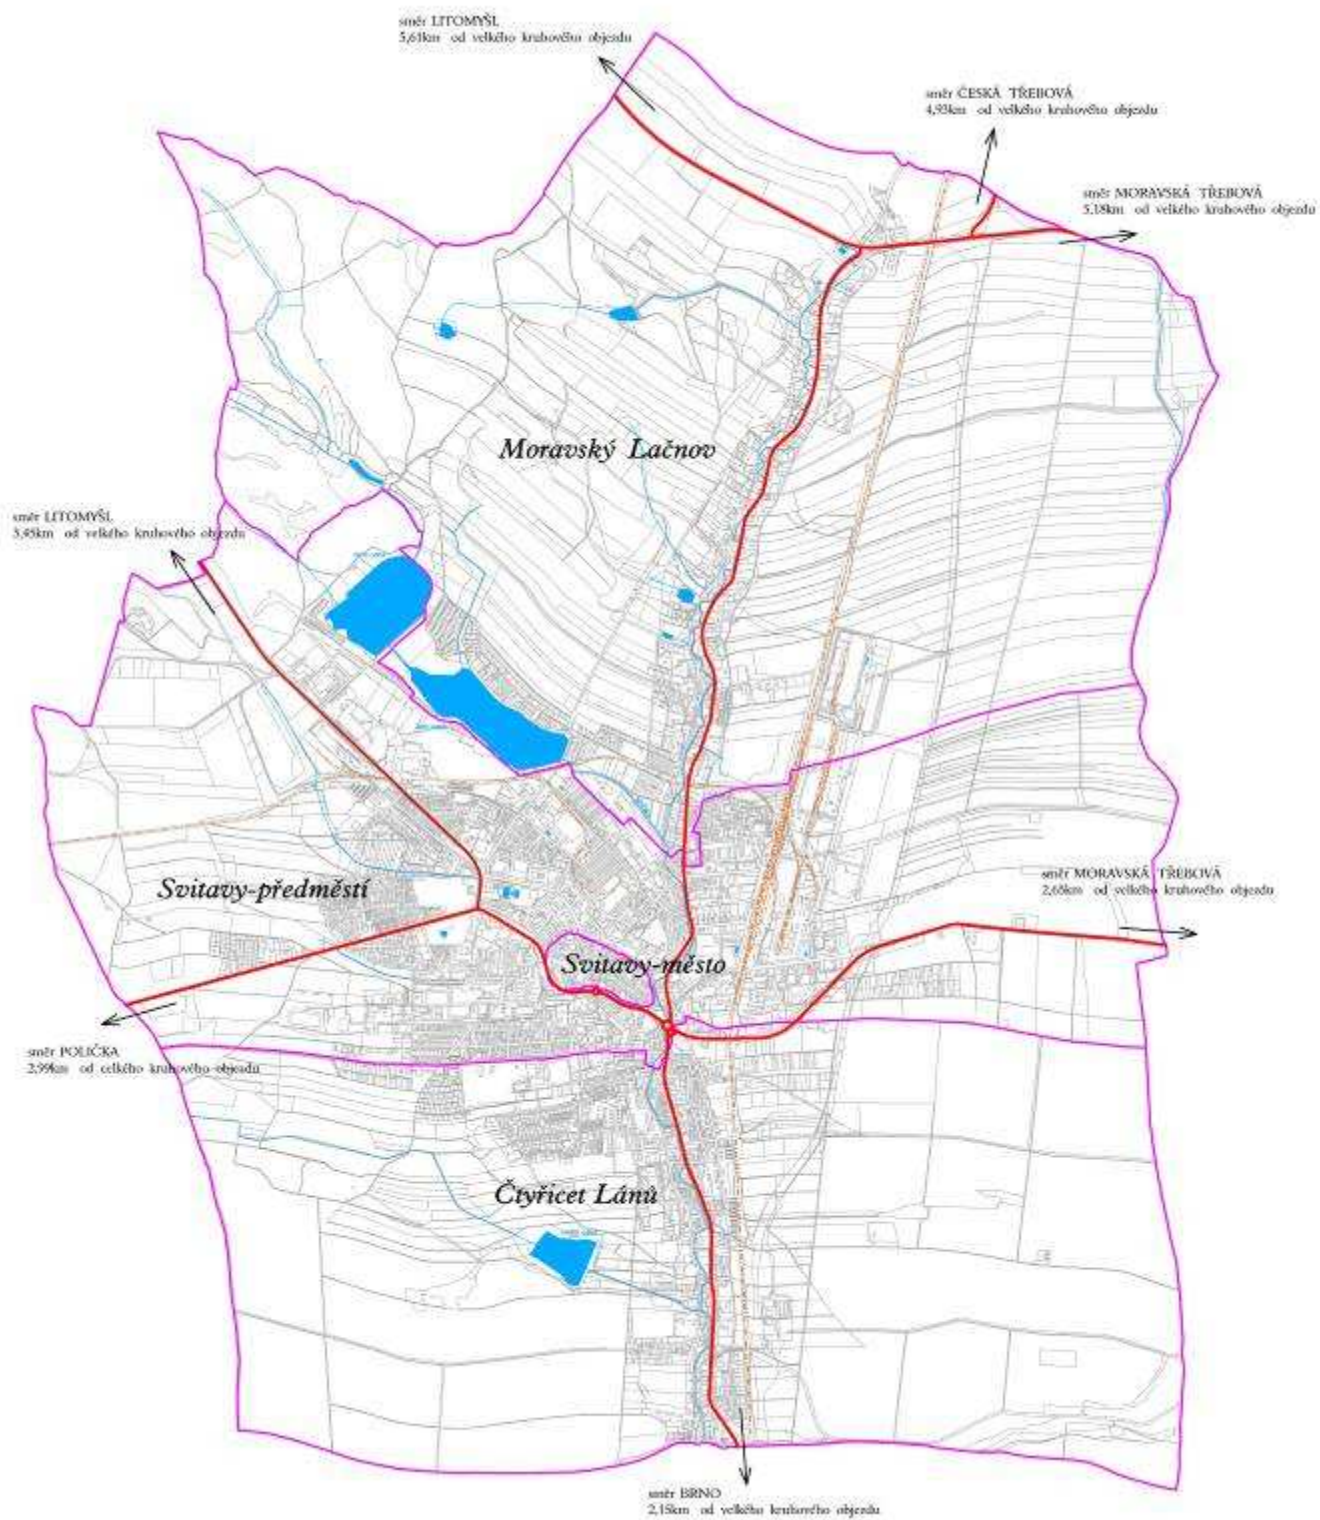 směr LITOMYŠL
5,61km od velkého kruhového objezdu
směr ČESKÁ TŘEBOVÁ
4,93km od velkého kruhového objezdu
směr MORAVSKÁ TŘEBOVÁ
5,18km od velkého kruhového objezdu
Moravský Lačnov
směr LITOMYŠL
3,45km od velkého kruhového objezdu
Svitavy-předměstí
směr MORAVSKÁ TŘEBOVÁ
2,68km od velkého kruhového objezdu
Svitavy-město
směr POLIČKA
2,99km od celkého kruhového objezdu
Čtyřicet Lánů
směr BRNO
2,15km od velkého kruhového objezdu